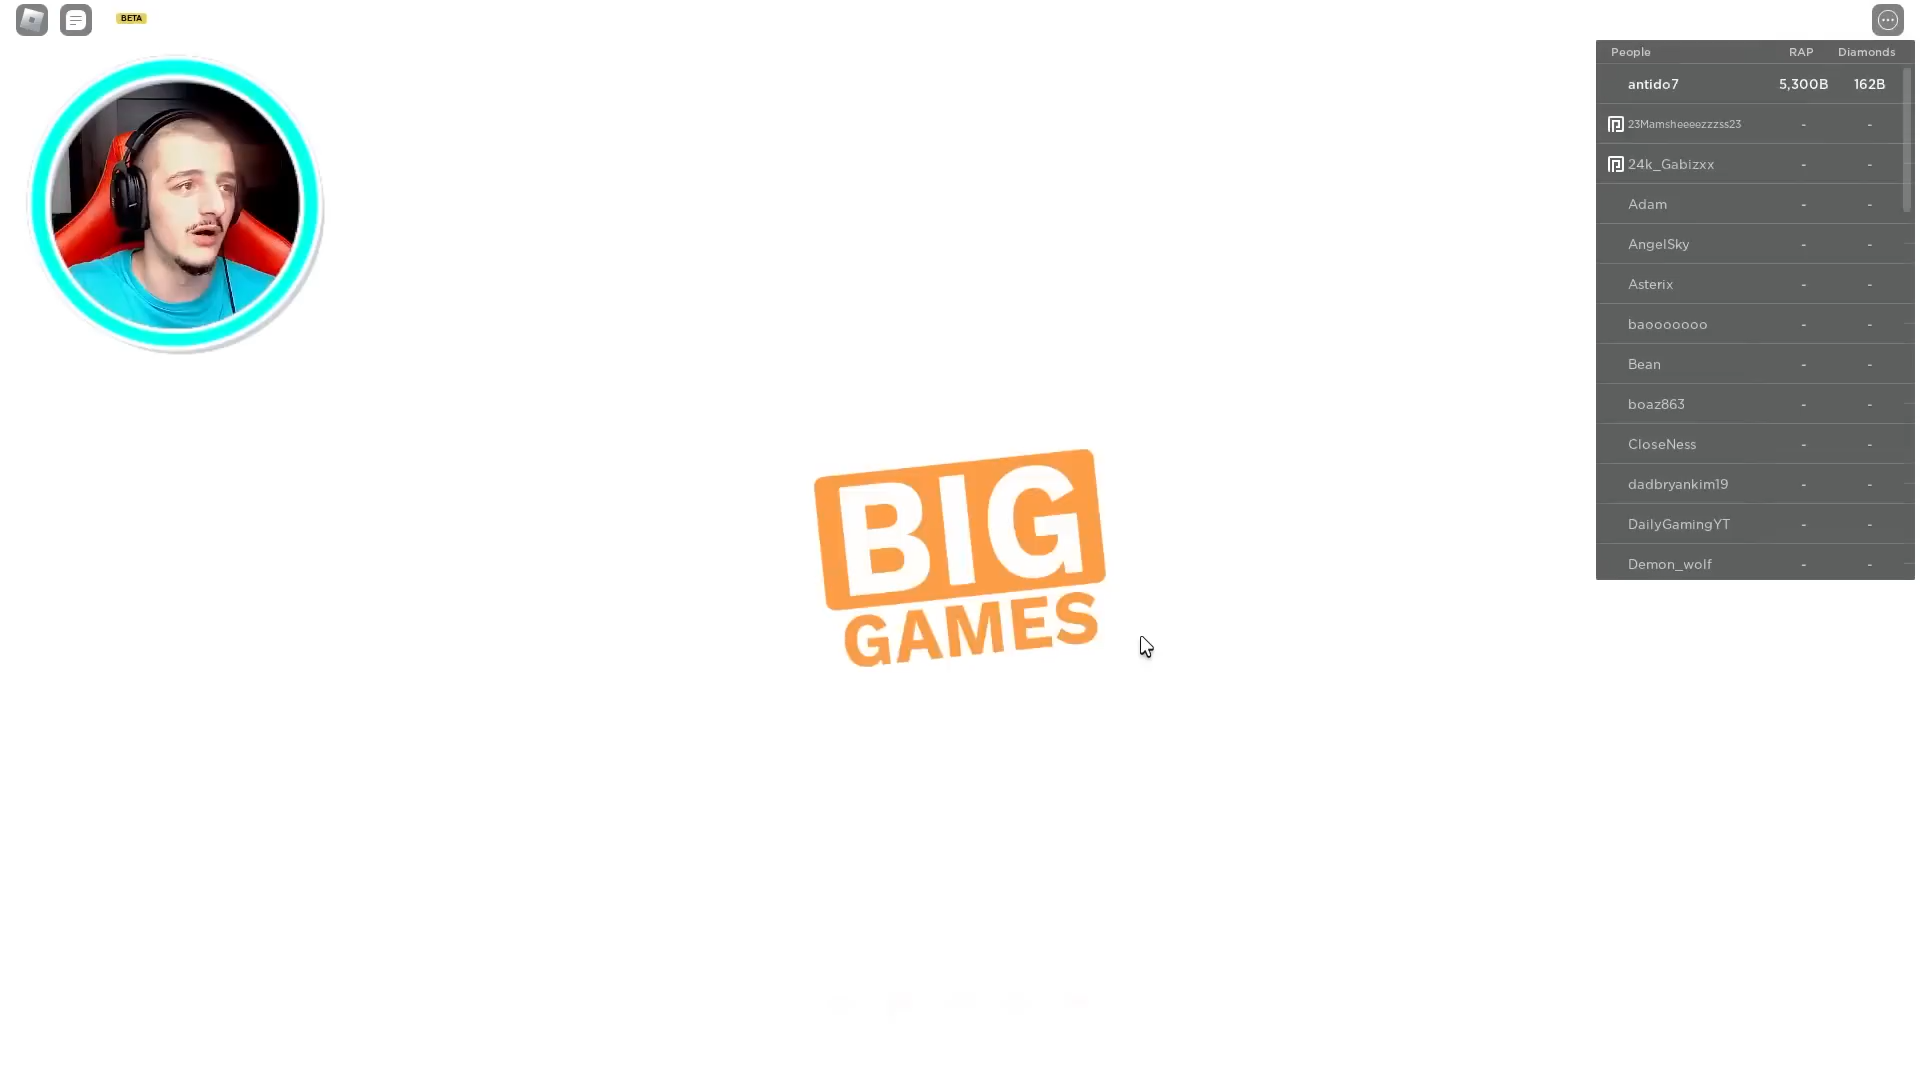 BETA
People RAP Diamonds
antido7 5,300B 162B
23Mamsheeeezzzss23 - -
24k_Gabizxx - -
Adam - -
AngelSky - -
Asterix - -
baooooooo - -
Bean - -
boaz863 - -
CloseNess - -
dadbryankim19 - -
DailyGamingYT - -
Demon_wolf - -
BIG
GAMES